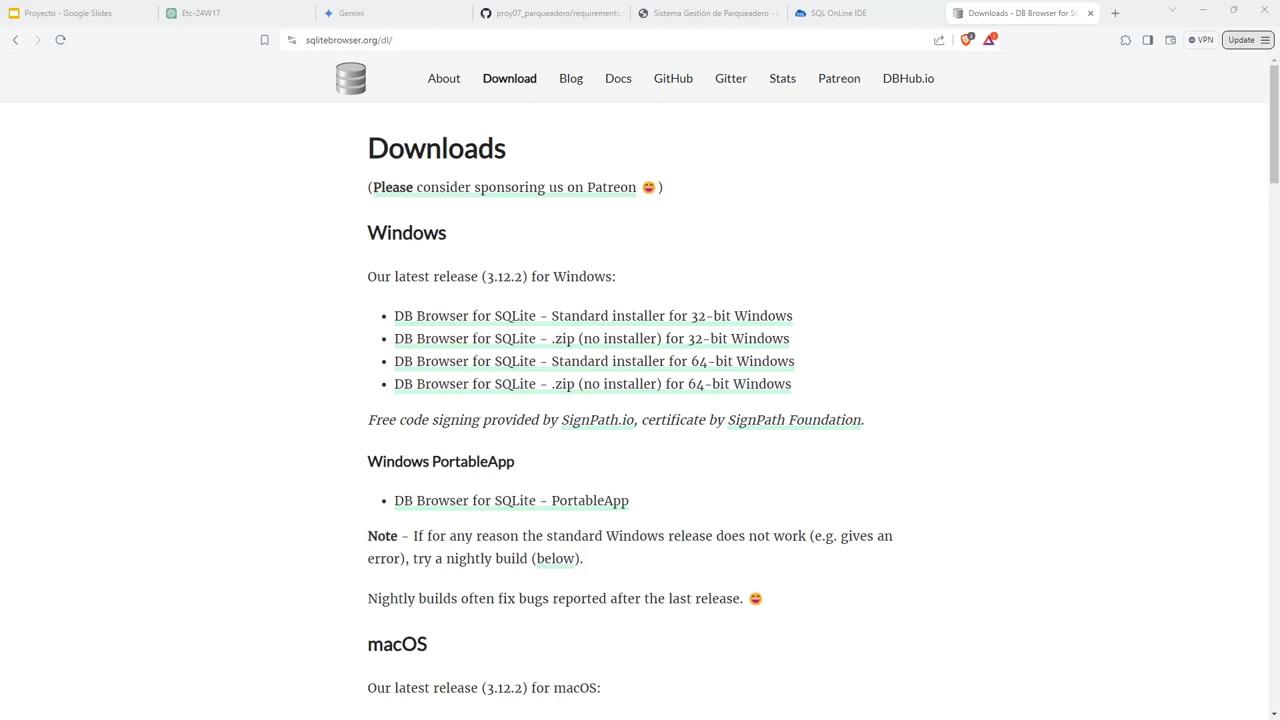 Proyecto - Google Slides
Etc-24W17
Gemini
proy07_parqueadero/requirements.
Sistema Gestión de Parqueadero - I
SQL OnLine IDE
Downloads - DB Browser for SQ
sqlitebrowser.org/dl/
VPN
Update
About
Download
Blog
Docs
GitHub
Gitter
Stats
Patreon
DBHub.io
Downloads
(Please consider sponsoring us on Patreon 😄)
Windows
Our latest release (3.12.2) for Windows:
• DB Browser for SQLite - Standard installer for 32-bit Windows
• DB Browser for SQLite - .zip (no installer) for 32-bit Windows
• DB Browser for SQLite - Standard installer for 64-bit Windows
• DB Browser for SQLite - .zip (no installer) for 64-bit Windows
Free code signing provided by SignPath.io, certificate by SignPath Foundation.
Windows PortableApp
• DB Browser for SQLite - PortableApp
Note - If for any reason the standard Windows release does not work (e.g. gives an
error), try a nightly build (below).
Nightly builds often fix bugs reported after the last release. 😄
macOS
Our latest release (3.12.2) for macOS: